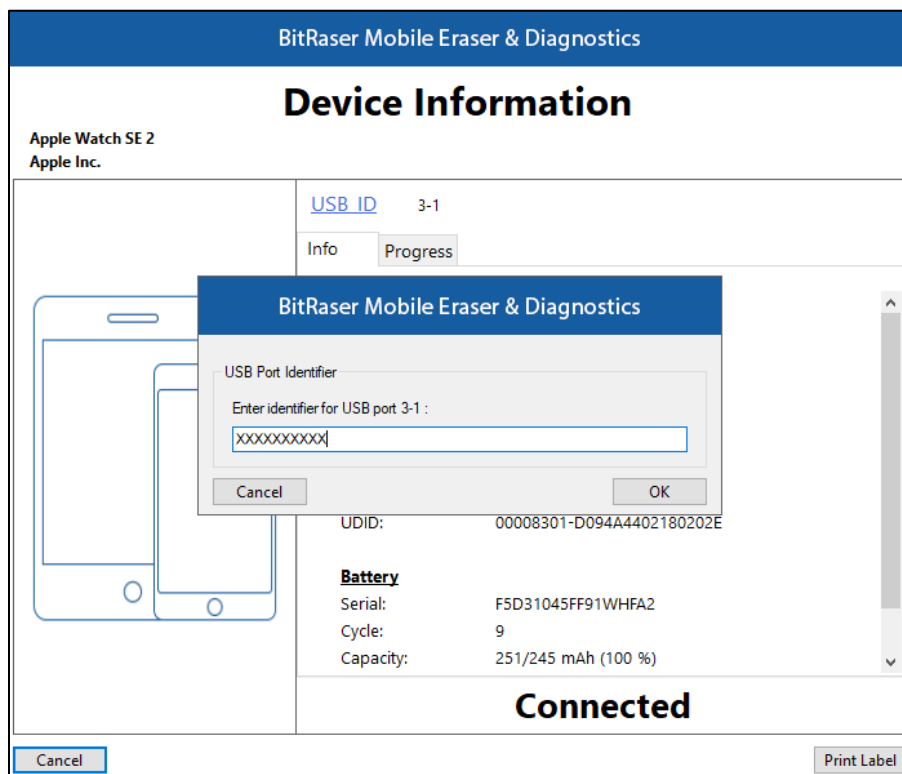 BitRaser Mobile Eraser & Diagnostics
Device Information
Apple Watch SE 2
Apple Inc.
USB ID 3-1
Info Progress
BitRaser Mobile Eraser & Diagnostics
USB Port Identifier
Enter identifier for USB port 3-1 :
XXXXXXXXXX
Cancel OK
UDID: 00008301-D094A4402180202E
Battery
Serial: F5D31045FF91WHFA2
Cycle: 9
Capacity: 251/245 mAh (100 %)
Connected
Cancel Print Label